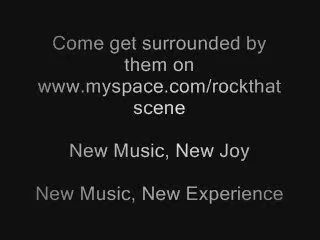 Come get surrounded by
them on
www.myspace.com/rockthat
scene
New Music, New Joy
New Music, New Experience